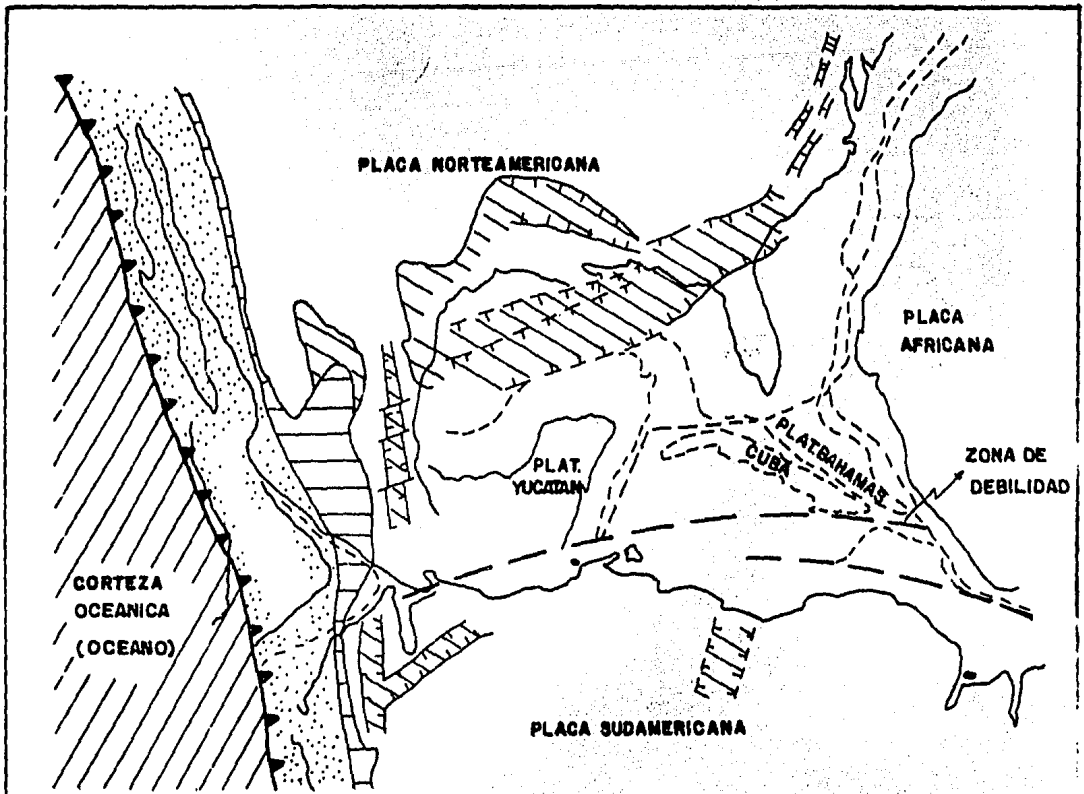 PLACA NORTEAMERICANA
PLACA
AFRICANA
PLAT.BAHAMAS
CUBA
ZONA DE
DEBILIDAD
PLAT.
YUCATAN
CORTEZA
OCEANICA
(OCEANO)
PLACA SUDAMERICANA